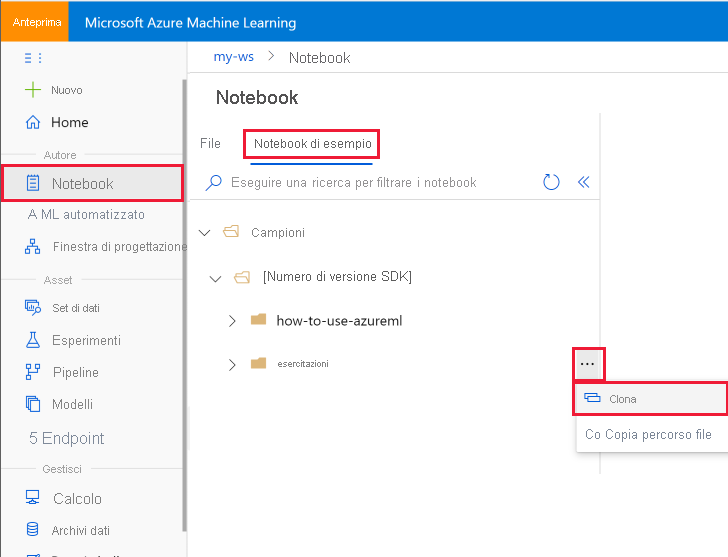 Anteprima
Microsoft Azure Machine Learning
my-ws > Notebook
Nuovo
Notebook
Home
Autore
File
Notebook di esempio
Notebook
Eseguire una ricerca per filtrare i notebook
A ML automatizzato
Campioni
Finestra di progettazione
Asset
[Numero di versione SDK]
Set di dati
how-to-use-azureml
Esperimenti
esercitazioni
...
Pipeline
Clona
Modelli
Co Copia percorso file
5 Endpoint
Gestisci
Calcolo
Archivi dati